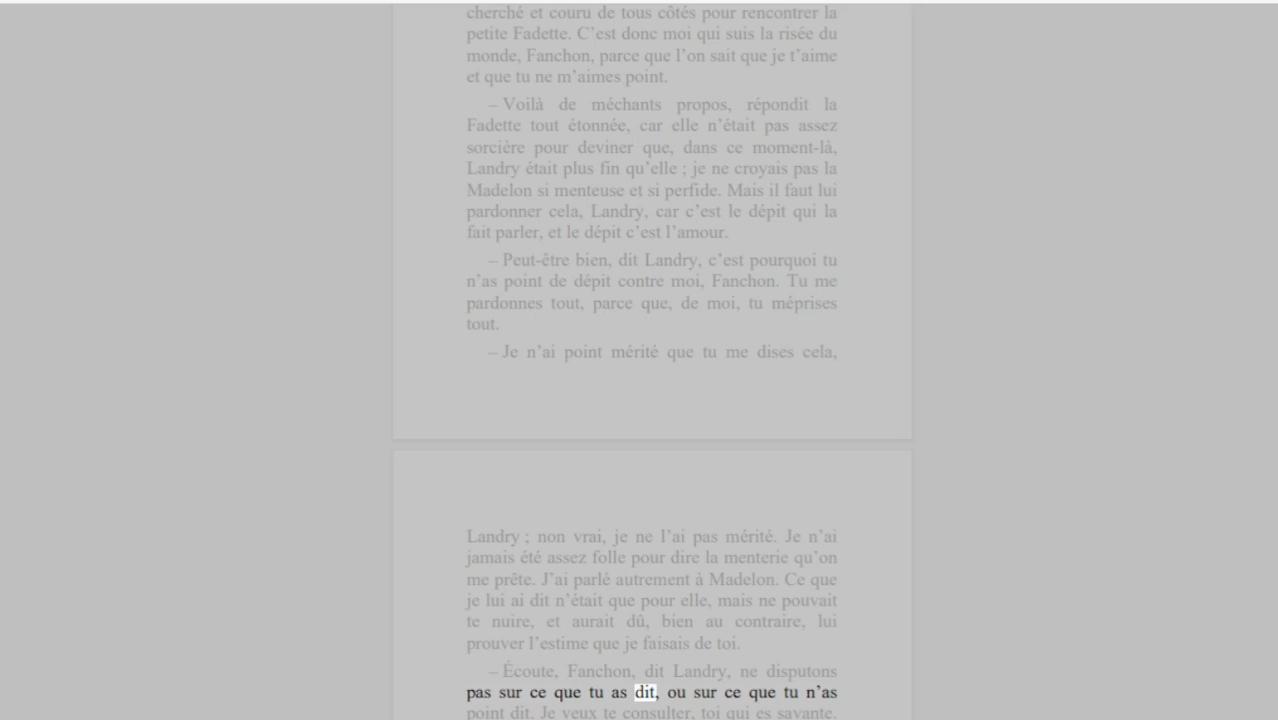 cherché et couru de tous côtés pour rencontrer la
petite Fadette. C’est donc moi qui suis la risée du
monde, Fanchon, parce que l’on sait que je t’aime
et que tu ne m’aimes point.
– Voilà de méchants propos, répondit la
Fadette tout étonnée, car elle n’était pas assez
sorcière pour deviner que, dans ce moment-là,
Landry était plus fin qu’elle ; je ne croyais pas la
Madelon si menteuse et si perfide. Mais il faut lui
pardonner cela, Landry, car c’est le dépit qui la
fait parler, et le dépit c’est l’amour.
– Peut-être bien, dit Landry, c’est pourquoi tu
n’as point de dépit contre moi, Fanchon. Tu me
pardonnes tout, parce que, de moi, tu méprises
tout.
– Je n’ai point mérité que tu me dises cela,
Landry ; non vrai, je ne l’ai pas mérité. Je n’ai
jamais été assez folle pour dire la menterie qu’on
me prête. J’ai parlé autrement à Madelon. Ce que
je lui ai dit n’était que pour elle, mais ne pouvait
te nuire, et aurait dû, bien au contraire, lui
prouver l’estime que je faisais de toi.
– Écoute, Fanchon, dit Landry, ne disputons
pas sur ce que tu as dit, ou sur ce que tu n’as
point dit. Je veux te consulter, toi qui es savante.